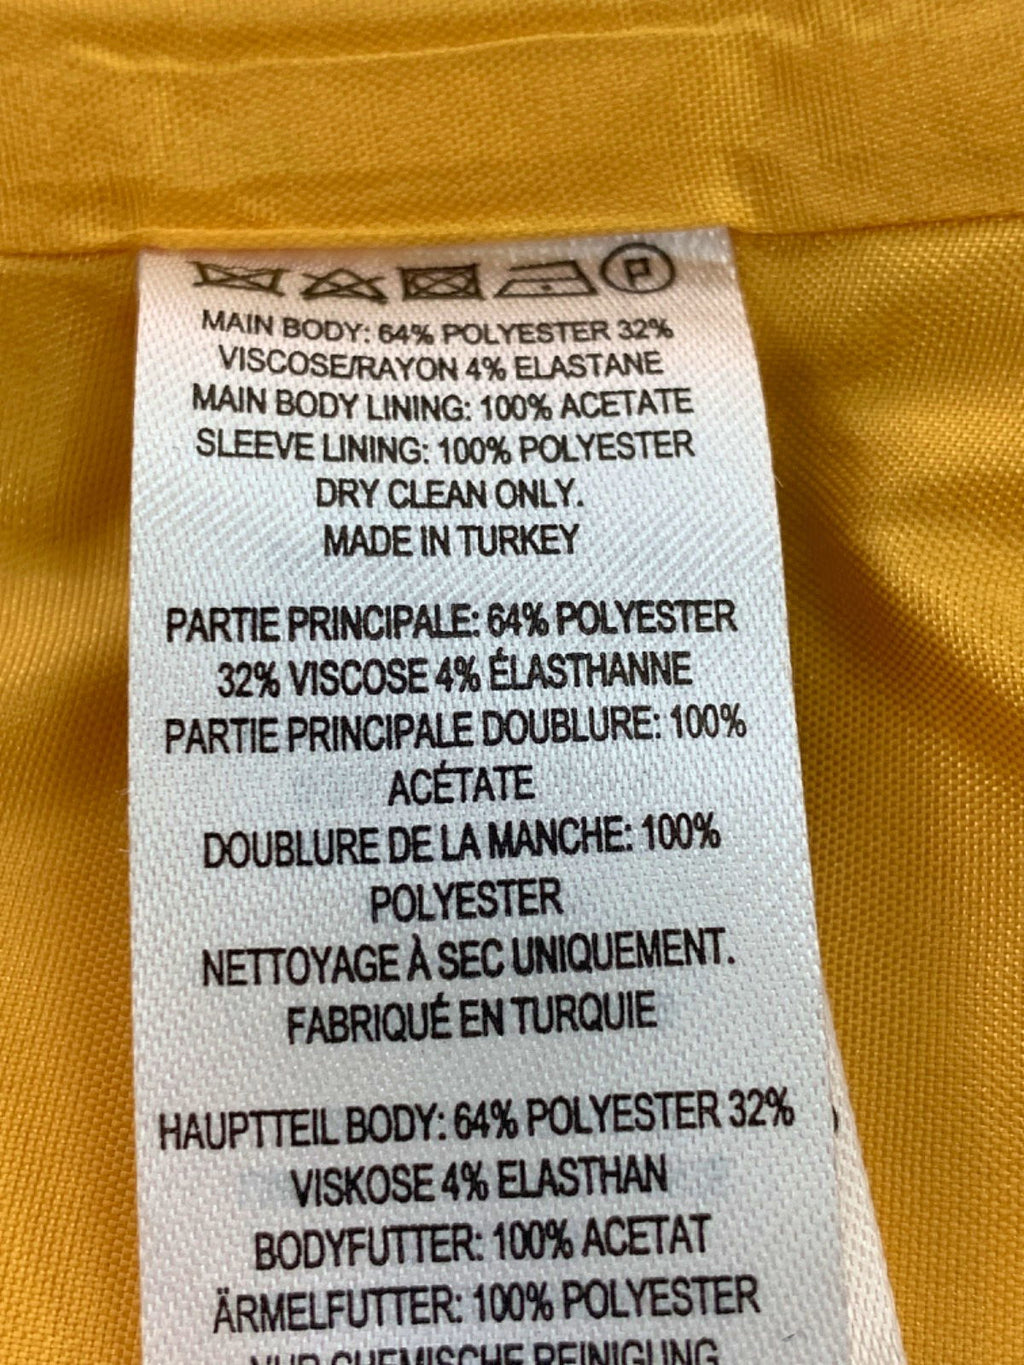 P
MAIN BODY: 64% POLYESTER 32%
VISCOSE/RAYON 4% ELASTANE
MAIN BODY LINING: 100% ACETATE
SLEEVE LINING: 100% POLYESTER
DRY CLEAN ONLY.
MADE IN TURKEY
PARTIE PRINCIPALE: 64% POLYESTER
32% VISCOSE 4% ÉLASTHANNE
PARTIE PRINCIPALE DOUBLURE: 100%
ACÉTATE
DOUBLURE DE LA MANCHE: 100%
POLYESTER
NETTOYAGE À SEC UNIQUEMENT.
FABRIQUÉ EN TURQUIE
HAUPTTEIL BODY: 64% POLYESTER 32%
VISKOSE 4% ELASTHAN
BODYFUTTER: 100% ACETAT
ÄRMELFUTTER: 100% POLYESTER
NUR CHEMISCHE REINIGUNG